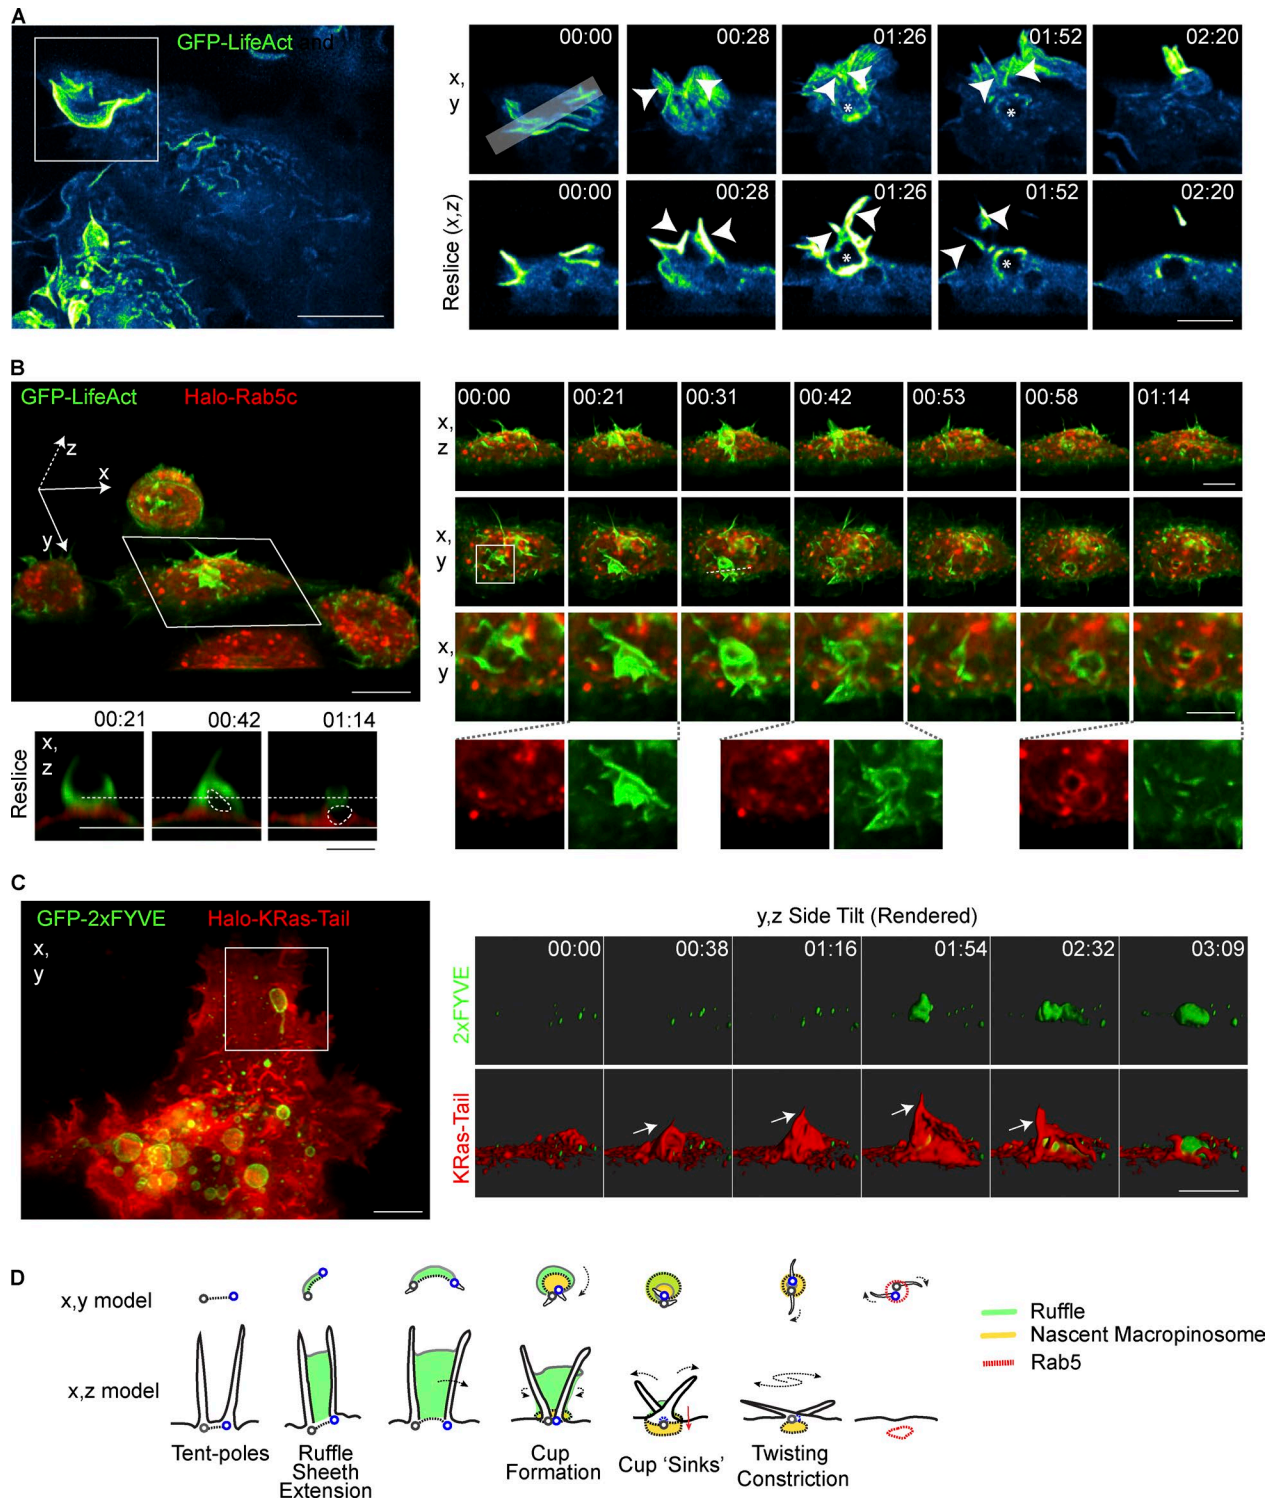 A
GFP-LifeAct and
x,
y
00:00
00:28
01:26
01:52
02:20
*
*
Reslice (x,z)
00:00
00:28
01:26
01:52
02:20
*
*
B
GFP-LifeAct
Halo-Rab5c
z
x
y
x,
z
00:00
00:21
00:31
00:42
00:53
00:58
01:14
x,
y
x,
y
00:21
00:42
01:14
Reslice
x,
z
C
GFP-2xFYVE
Halo-KRas-Tail
x,
y
y,z Side Tilt (Rendered)
2xFYVE
00:00
00:38
01:16
01:54
02:32
03:09
KRas-Tail
D
x,y model
x,z model
Tent-poles
Ruffle
Sheeth
Extension
Cup
Formation
Cup ‘Sinks’
Twisting
Constriction
Ruffle
Nascent Macropinosome
Rab5